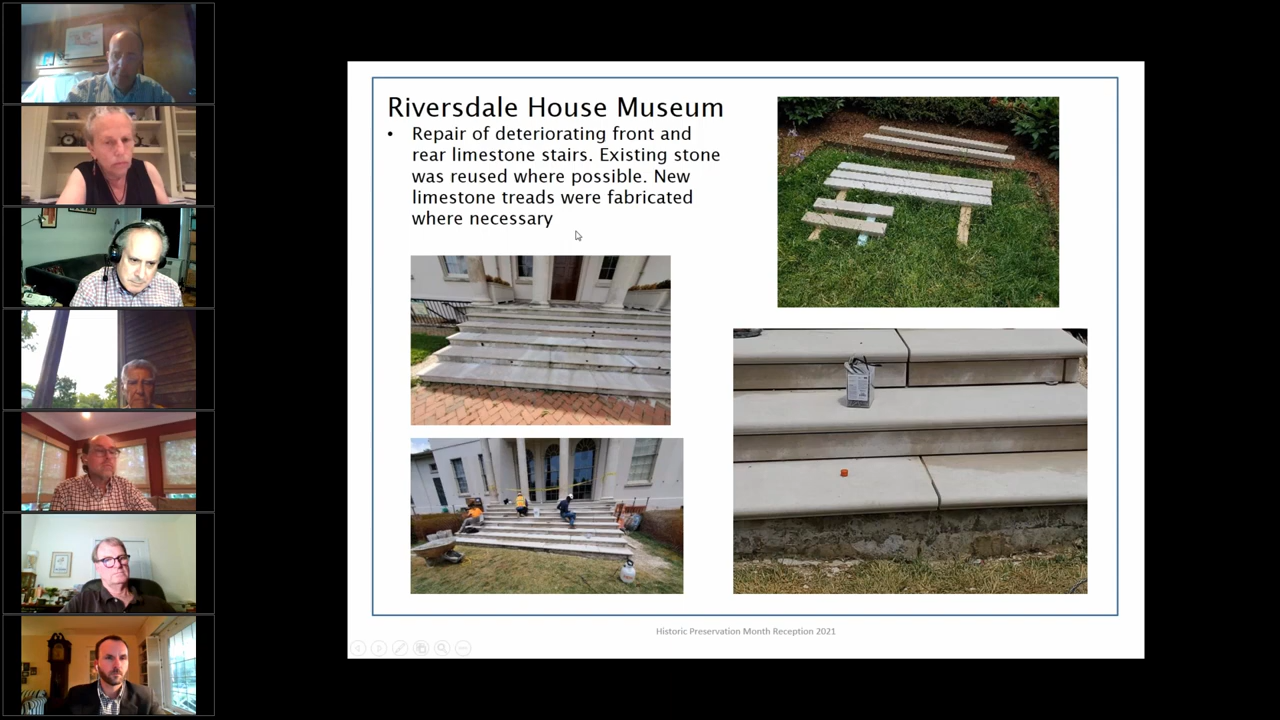 Riversdale House Museum
• Repair of deteriorating front and
rear limestone stairs. Existing stone
was reused where possible. New
limestone treads were fabricated
where necessary
Historic Preservation Month Reception 2021